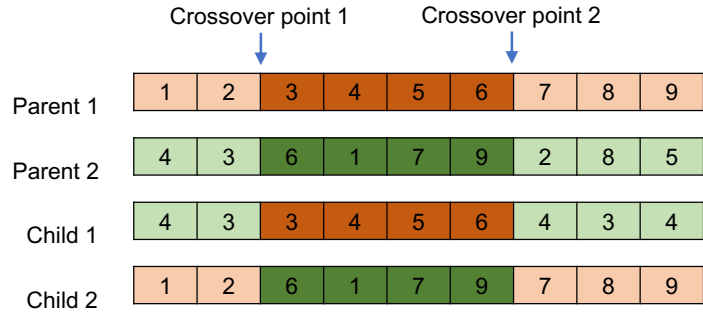 Crossover point 1 Crossover point 2
Parent 1 1 2 3 4 5 6 7 8 9
Parent 2 4 3 6 1 7 9 2 8 5
Child 1 4 3 3 4 5 6 4 3 4
Child 2 1 2 6 1 7 9 7 8 9